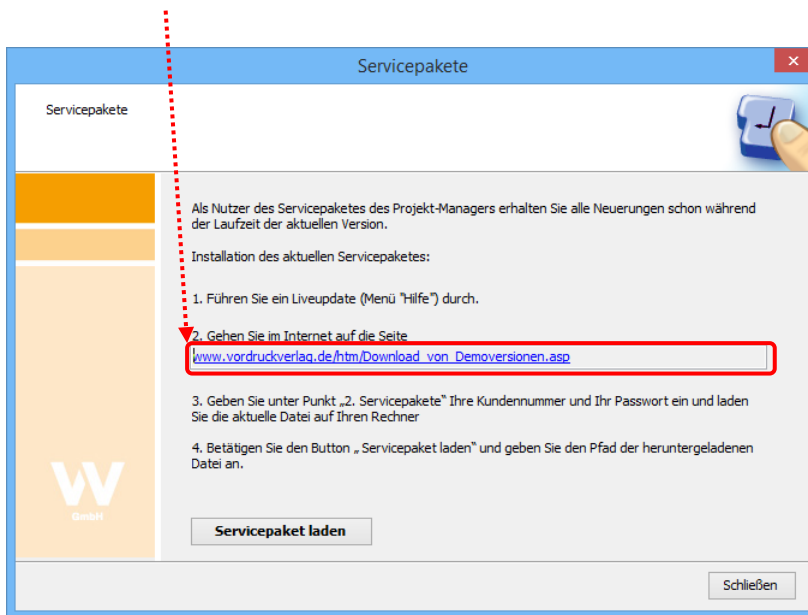 Servicepakete
Servicepakete
Als Nutzer des Servicepaketes des Projekt-Managers erhalten Sie alle Neuerungen schon während
der Laufzeit der aktuellen Version.
Installation des aktuellen Servicepaketes:
1. Führen Sie ein Liveupdate (Menü "Hilfe") durch.
2. Gehen Sie im Internet auf die Seite
www.vordruckverlag.de/htm/Download_von_Demoversionen.asp
3. Geben Sie unter Punkt „2. Servicepakete" Ihre Kundennummer und Ihr Passwort ein und laden
Sie die aktuelle Datei auf Ihren Rechner
4. Betätigen Sie den Button „ Servicepaket laden" und geben Sie den Pfad der heruntergeladenen
Datei an.
VV
GmbH
Servicepaket laden
Schließen